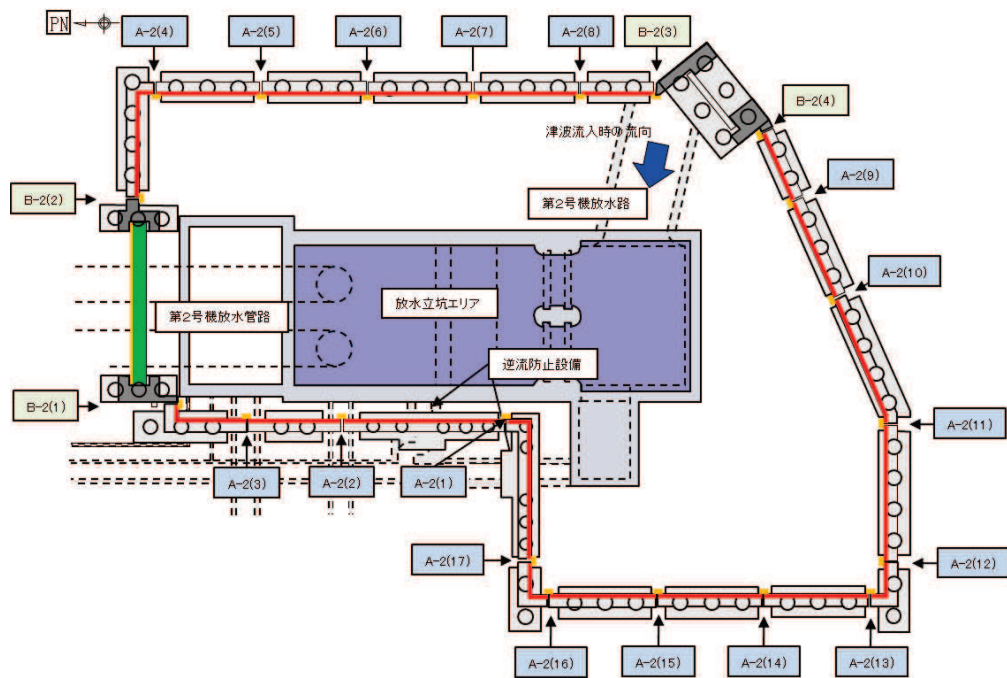 PN
A-2(4)
A-2(5)
A-2(6)
A-2(7)
A-2(8)
B-2(3)
B-2(4)
津波流入時の流向
A-2(9)
B-2(2)
第2号機放水路
A-2(10)
放水立坑エリア
第2号機放水管路
逆流防止設備
B-2(1)
A-2(11)
A-2(3)
A-2(2)
A-2(1)
A-2(17)
A-2(12)
A-2(16)
A-2(15)
A-2(14)
A-2(13)